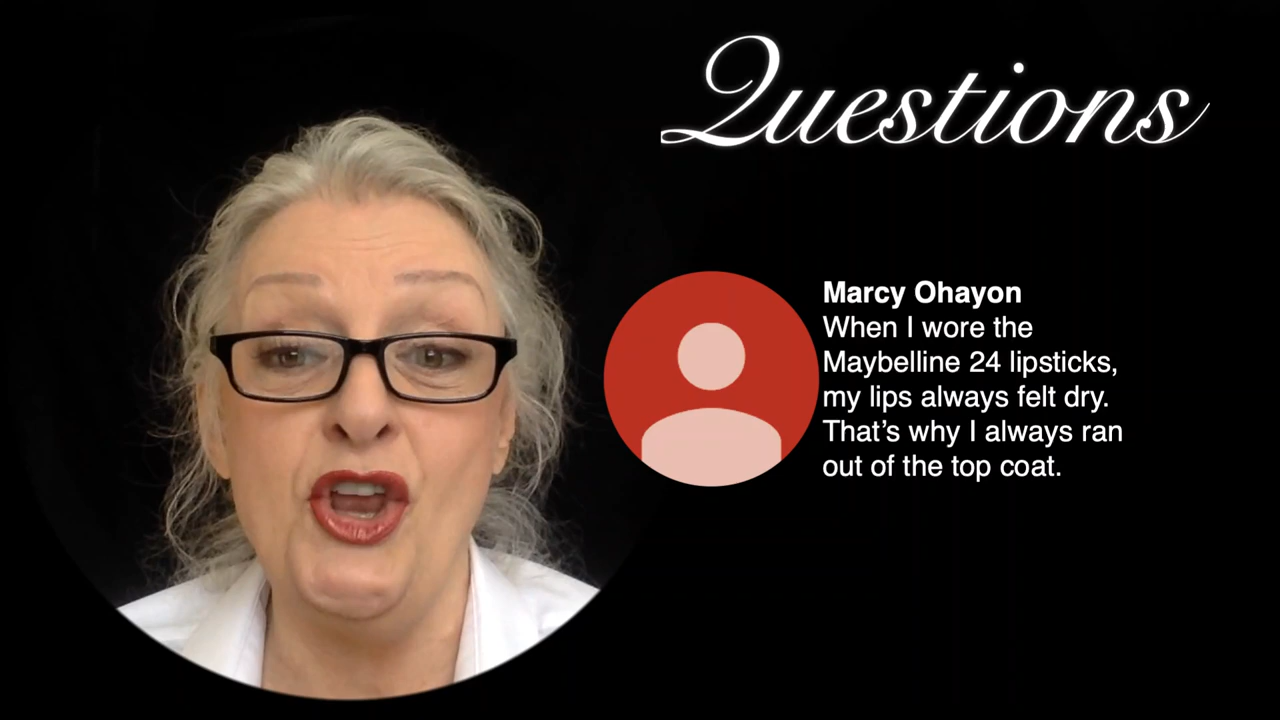 Questions
Marcy Ohayon
When I wore the
Maybelline 24 lipsticks,
my lips always felt dry.
That’s why I always ran
out of the top coat.